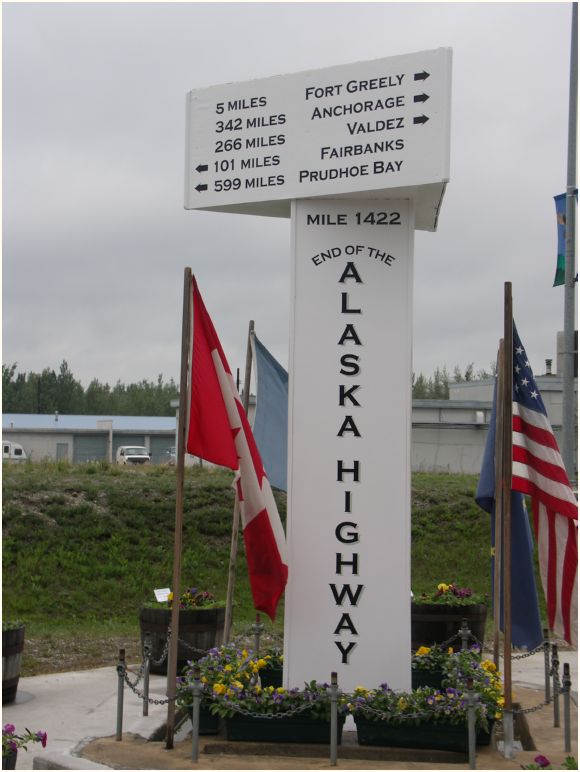 5 MILES FORT GREELY →
342 MILES ANCHORAGE →
266 MILES VALDEZ →
← 101 MILES FAIRBANKS
← 599 MILES PRUDHOE BAY
MILE 1422
END OF THE
ALASKA HIGHWAY